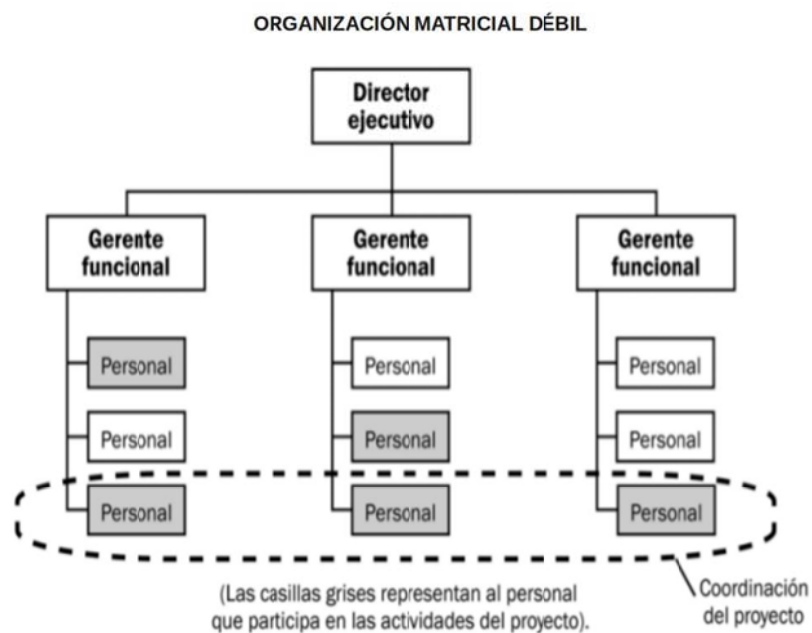 ORGANIZACIÓN MATRICIAL DÉBIL
Director
ejecutivo
Gerente
funcional
Gerente
funcional
Gerente
funcional
Personal
Personal
Personal
Personal
Personal
Personal
Personal
Personal
Personal
(Las casillas grises representan al personal
que participa en las actividades del proyecto).
Coordinación
del proyecto